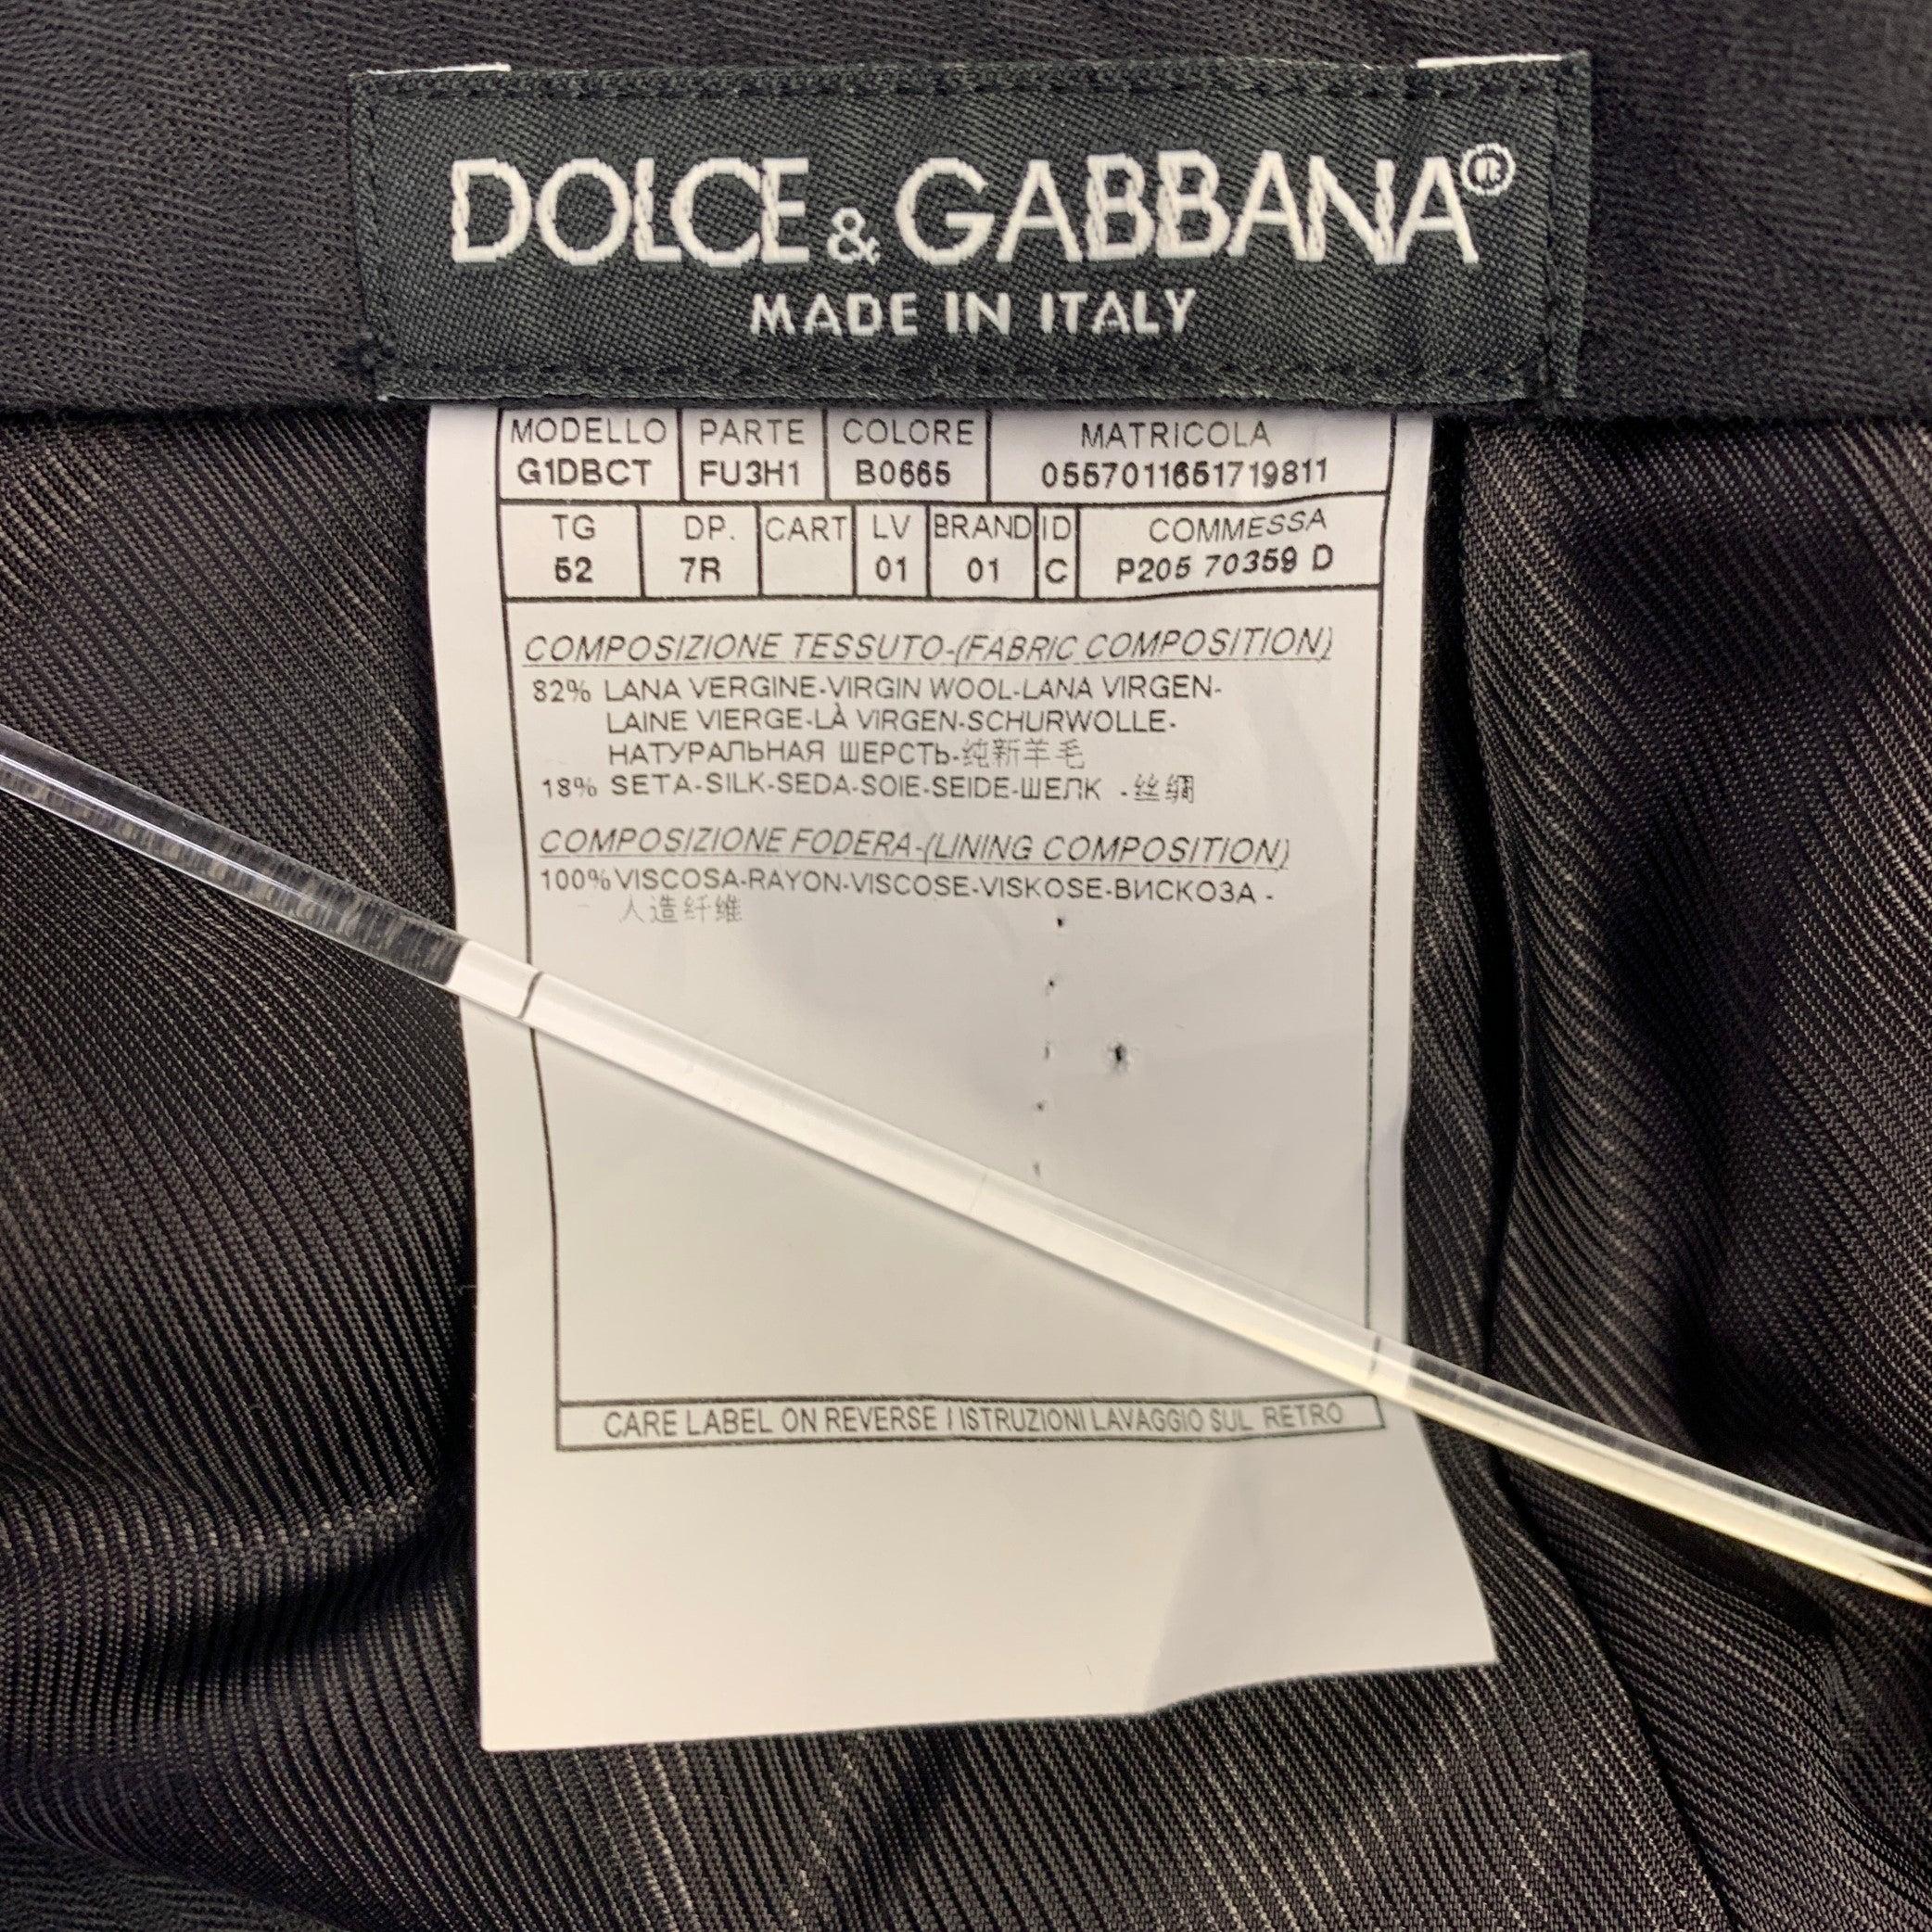 DOLCE & GABBANA®
MADE IN ITALY
MODELLO PARTE COLORE MATRICOLA
G1DBCT FU3H1 B0665 0557011651719811
TG DP. CART LV BRAND ID COMMESSA
52 7R 01 01 C P205 70359 D
COMPOSIZIONE TESSUTO-(FABRIC COMPOSITION)
82% LANA VERGINE-VIRGIN WOOL-LANA VIRGEN-
LAINE VIERGE-LÀ VIRGEN-SCHURWOLLE-
НАТУРАЛЬНАЯ ШЕРСТЬ-纯新羊毛
18% SETA-SILK-SEDA-SOIE-SEIDE-ШЕЛК -丝绸
COMPOSIZIONE FODERA-(LINING COMPOSITION)
100% VISCOSA-RAYON-VISCOSE-VISKOSE-ВИСКОЗА -
人造纤维
CARE LABEL ON REVERSE / ISTRUZIONI LAVAGGIO SUL RETRO